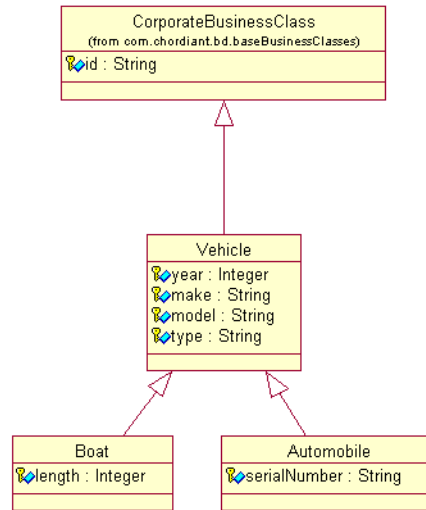 CorporateBusinessClass
(from com.chordiant.bd.baseBusinessClasses)
id : String
Vehicle
year : Integer
make : String
model : String
type : String
Boat
length : Integer
Automobile
serialNumber : String